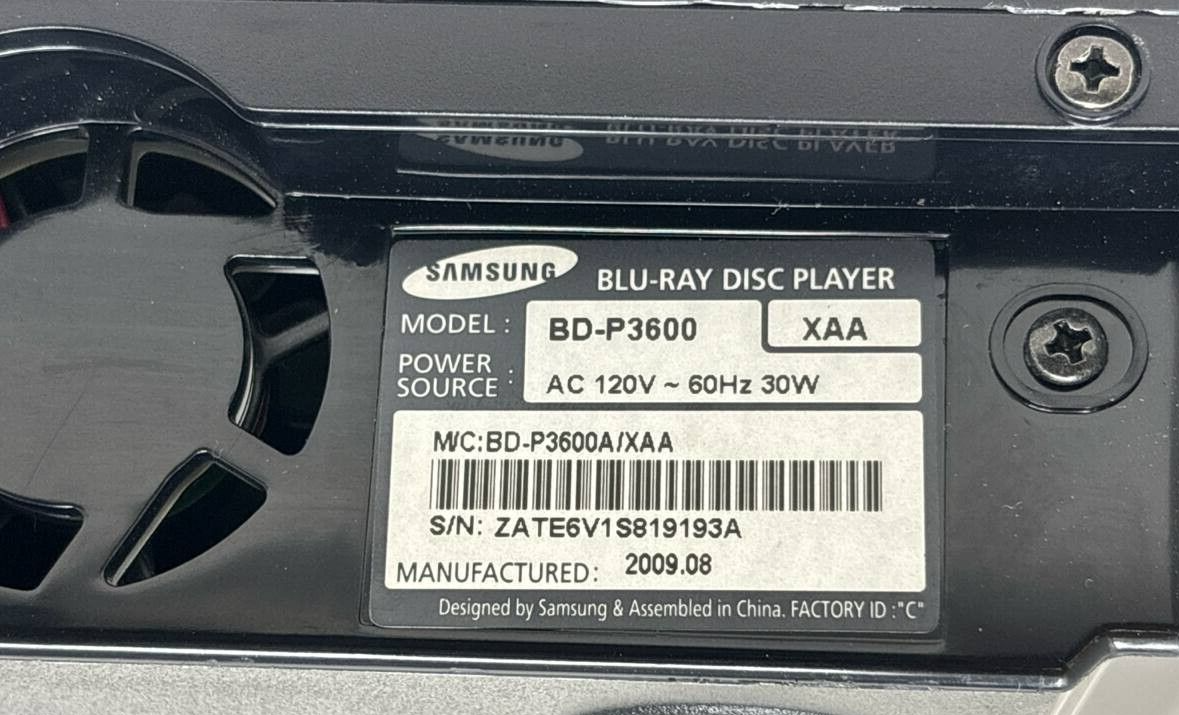 SAMSUNG BLU-RAY DISC PLAYER
MODEL : BD-P3600 XAA
POWER SOURCE : AC 120V ~ 60Hz 30W
M/C:BD-P3600A/XAA
S/N: ZATE6V1S819193A
MANUFACTURED: 2009.08
Designed by Samsung & Assembled in China. FACTORY ID :"C"